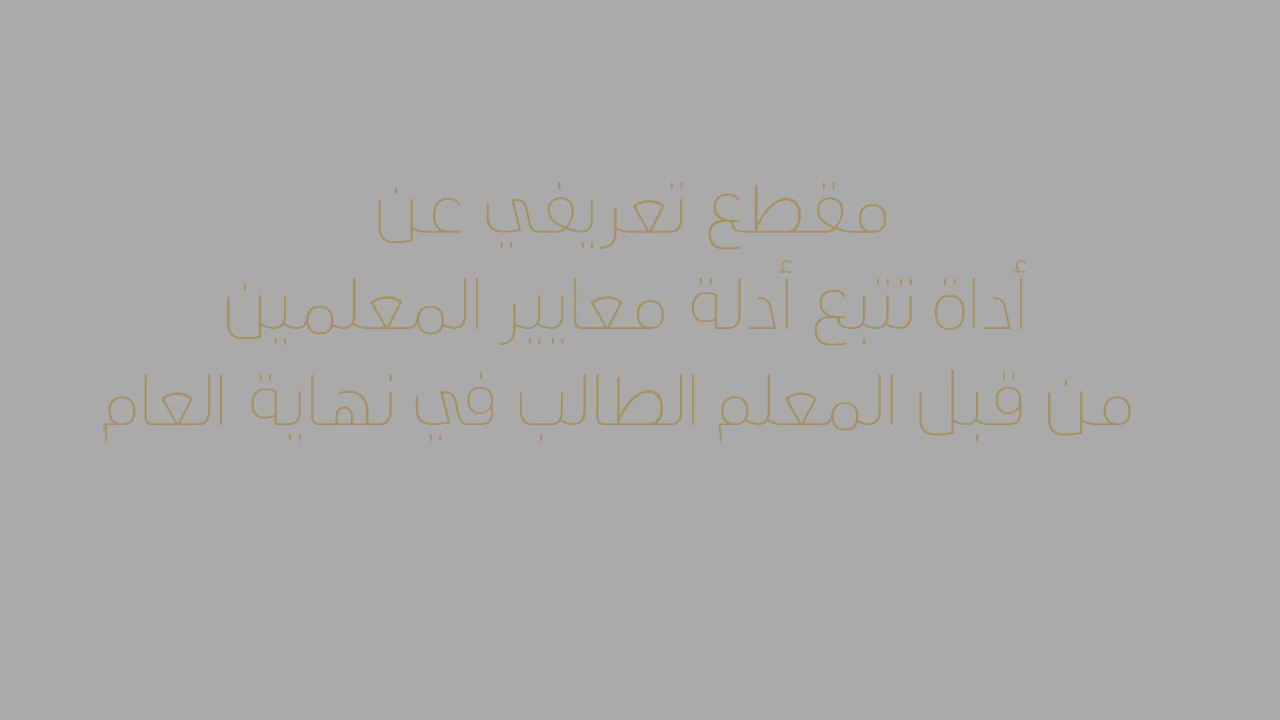 مقطع تعريفي عن
أداة تتبع أدلة معايير المعلمين
من قبل المعلم الطالب في نهاية العام